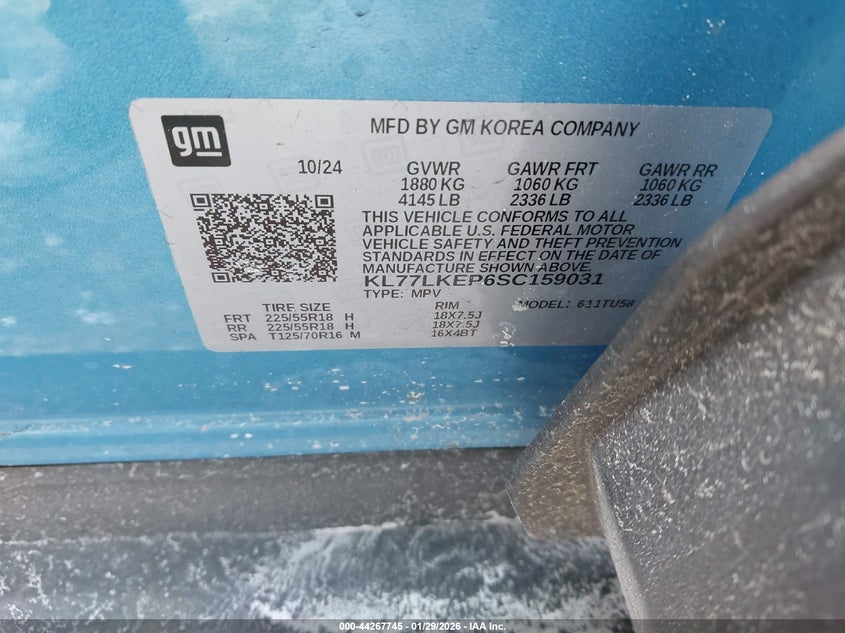 gm
MFD BY GM KOREA COMPANY
10/24 GVWR GAWR FRT GAWR RR
1880 KG 1060 KG 1060 KG
4145 LB 2336 LB 2336 LB
THIS VEHICLE CONFORMS TO ALL
APPLICABLE U.S. FEDERAL MOTOR
VEHICLE SAFETY AND THEFT PREVENTION
STANDARDS IN EFFECT ON THE DATE OF
MANUFACTURE SHOWN ABOVE.
KL77LKEP6SC159031
TYPE: MPV MODEL: 611TU58
TIRE SIZE RIM
FRT 225/55R18 H 18X7.5J
RR 225/55R18 H 18X7.5J
SPA T125/70R16 M 16X4BT
000-44267745 - 01/29/2026 - IAA Inc.